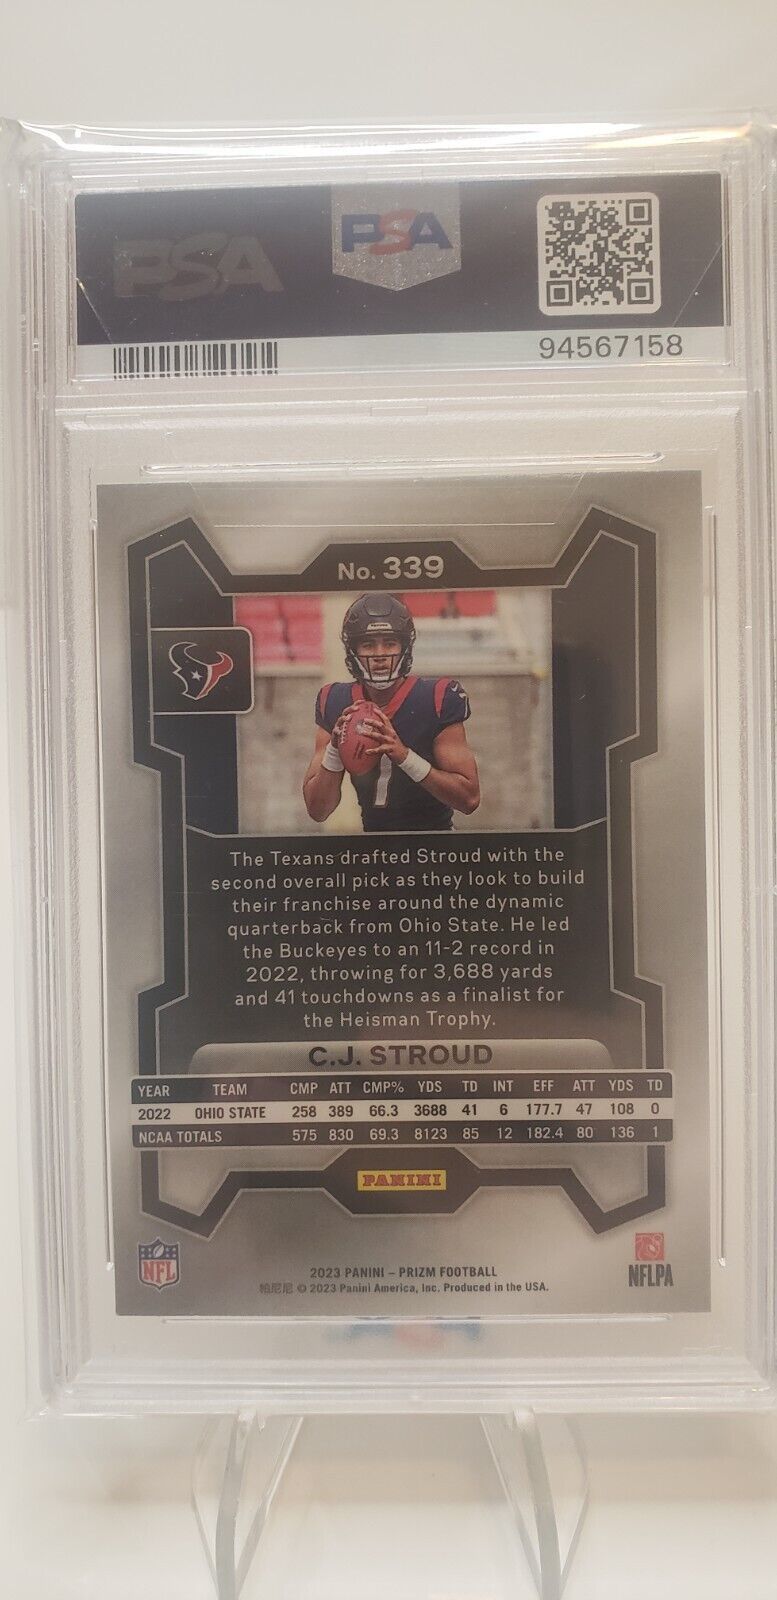 PSA
PSA
94567158
No. 339
7
The Texans drafted Stroud with the
second overall pick as they look to build
their franchise around the dynamic
quarterback from Ohio State. He led
the Buckeyes to an 11-2 record in
2022, throwing for 3,688 yards
and 41 touchdowns as a finalist for
the Heisman Trophy.
C.J. STROUD
YEAR TEAM CMP ATT CMP% YDS TD INT EFF ATT YDS TD
2022 OHIO STATE 258 389 66.3 3688 41 6 177.7 47 108 0
NCAA TOTALS 575 830 69.3 8123 85 12 182.4 80 136 1
PANINI
NFL
NFLPA
2023 PANINI – PRIZM FOOTBALL
帕尼尼 © 2023 Panini America, Inc. Produced in the USA.